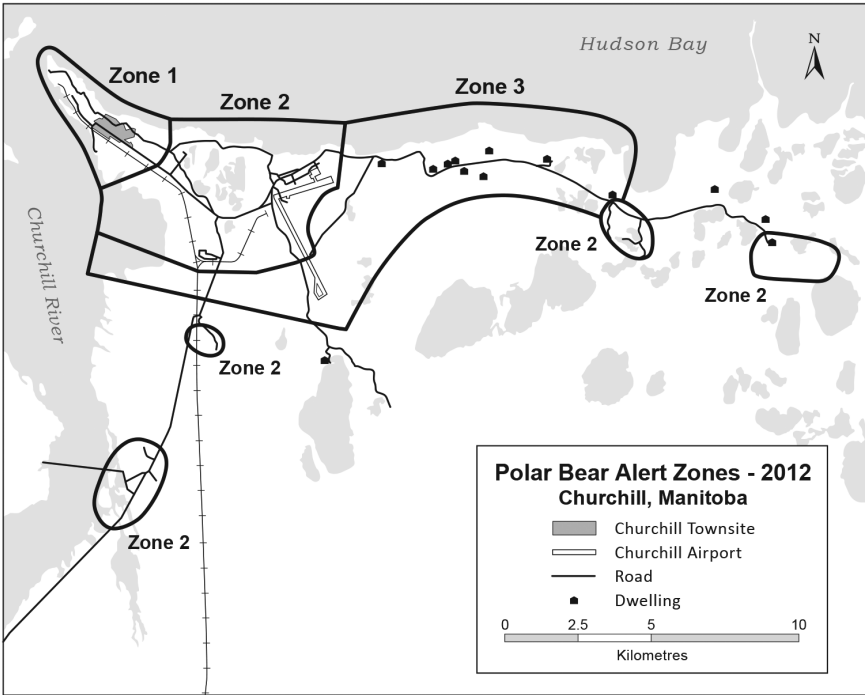 Hudson Bay
N
Zone 1
Zone 2
Zone 3
Churchill River
Zone 2
Zone 2
Zone 2
Zone 2
Polar Bear Alert Zones - 2012
Churchill, Manitoba
Churchill Townsite
Churchill Airport
Road
Dwelling
0 2.5 5 10
Kilometres